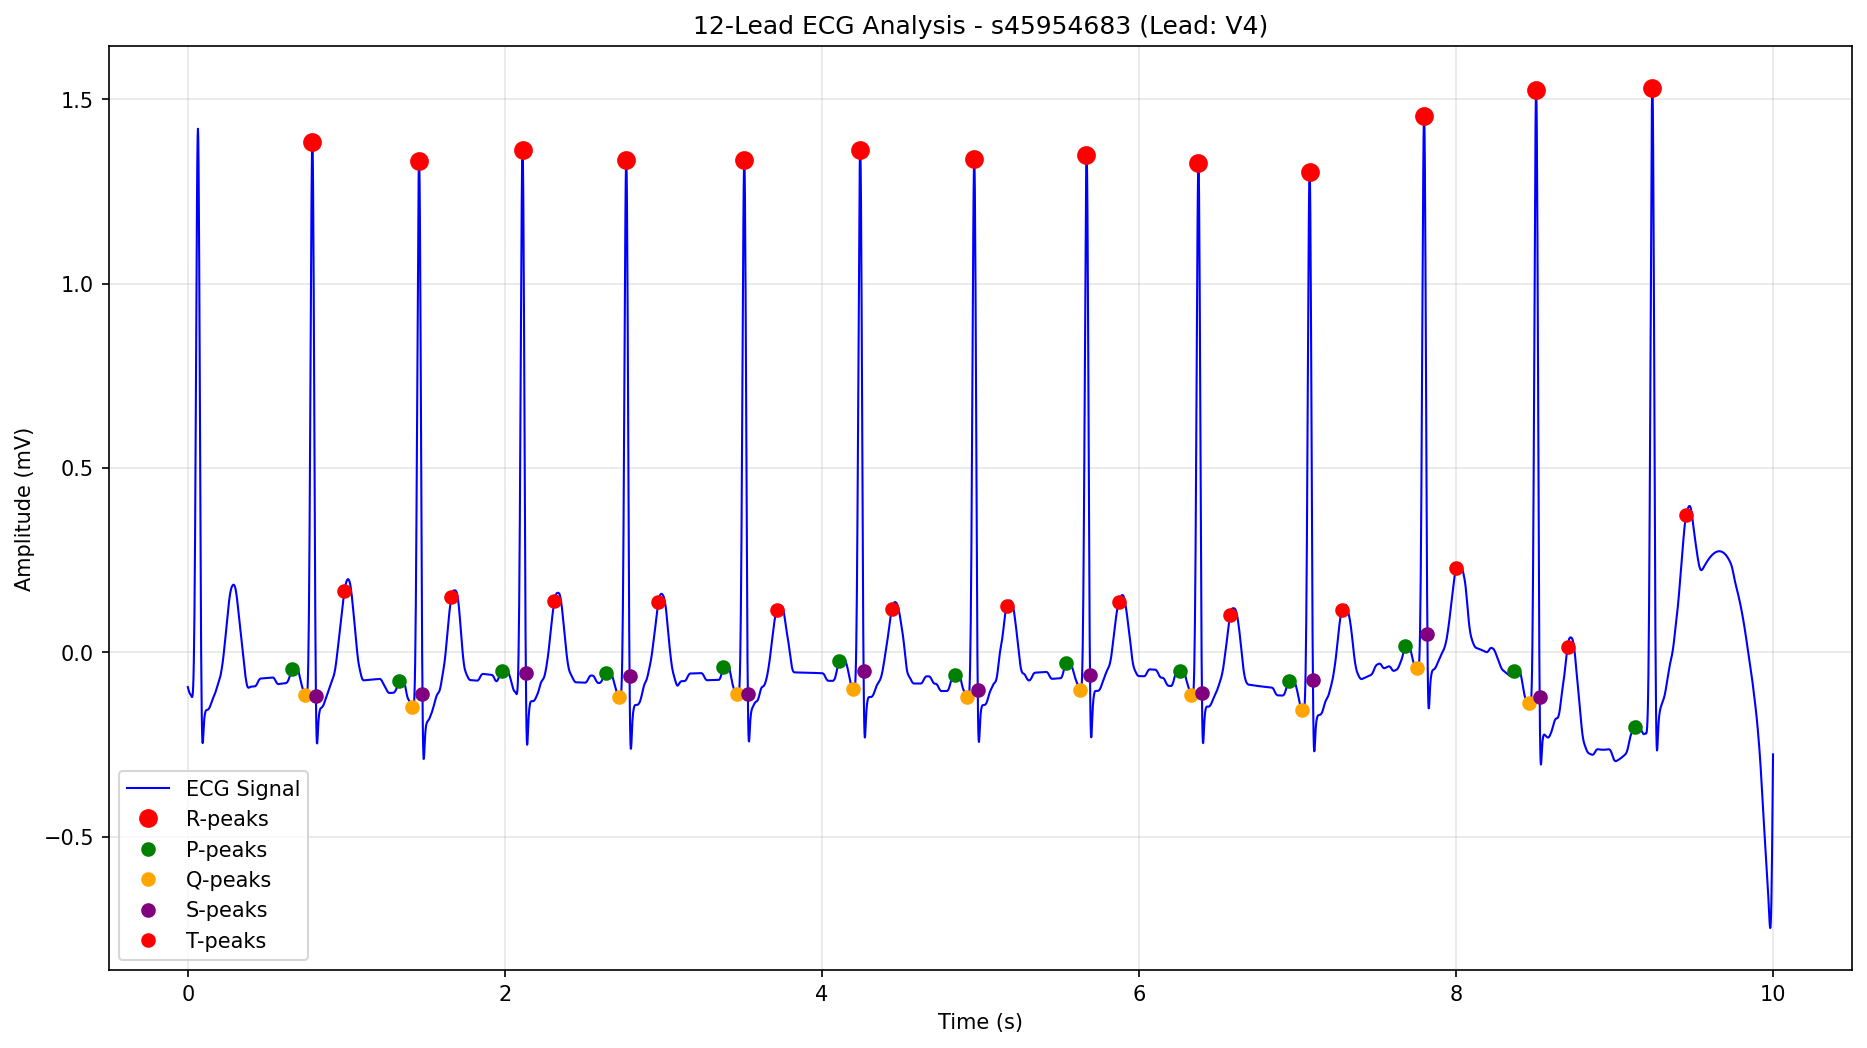 12-Lead ECG Analysis - s45954683 (Lead: V4)
Amplitude (mV)
1.5
1.0
0.5
0.0
−0.5
ECG Signal
R-peaks
P-peaks
Q-peaks
S-peaks
T-peaks
0 2 4 6 8 10
Time (s)